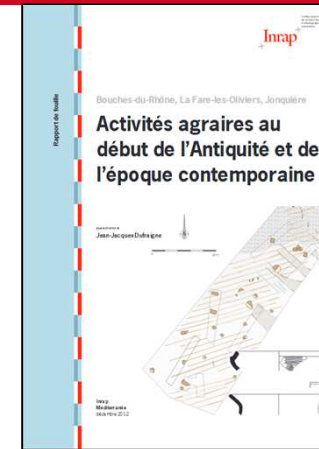 Inrap
Rapport de fouille
Bouches-du-Rhône, La Fare-les-Oliviers, Jonquière
Activités agraires au
début de l’Antiquité et de
l’époque contemporaine
Jean-Jacques Dufraigne
Inrap
Méditerranée
décembre 2012